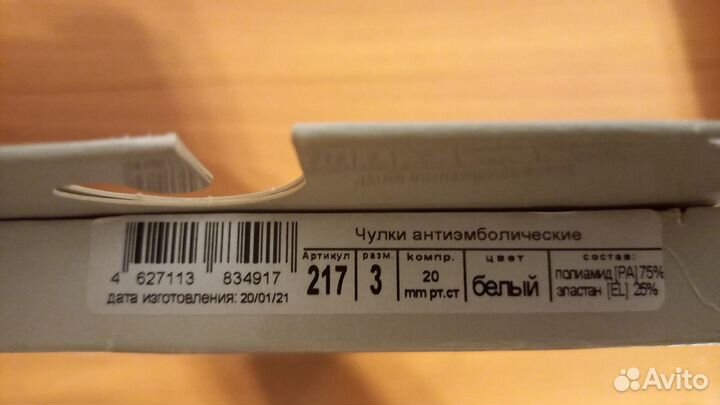 Чулки антиэмболические
Артикул разм. компр. цвет состав:
217 3 20 mm рт.ст белый полиамид [PA] 75% эластан [EL] 25%
4 627113 834917
дата изготовления: 20/01/21
Avito